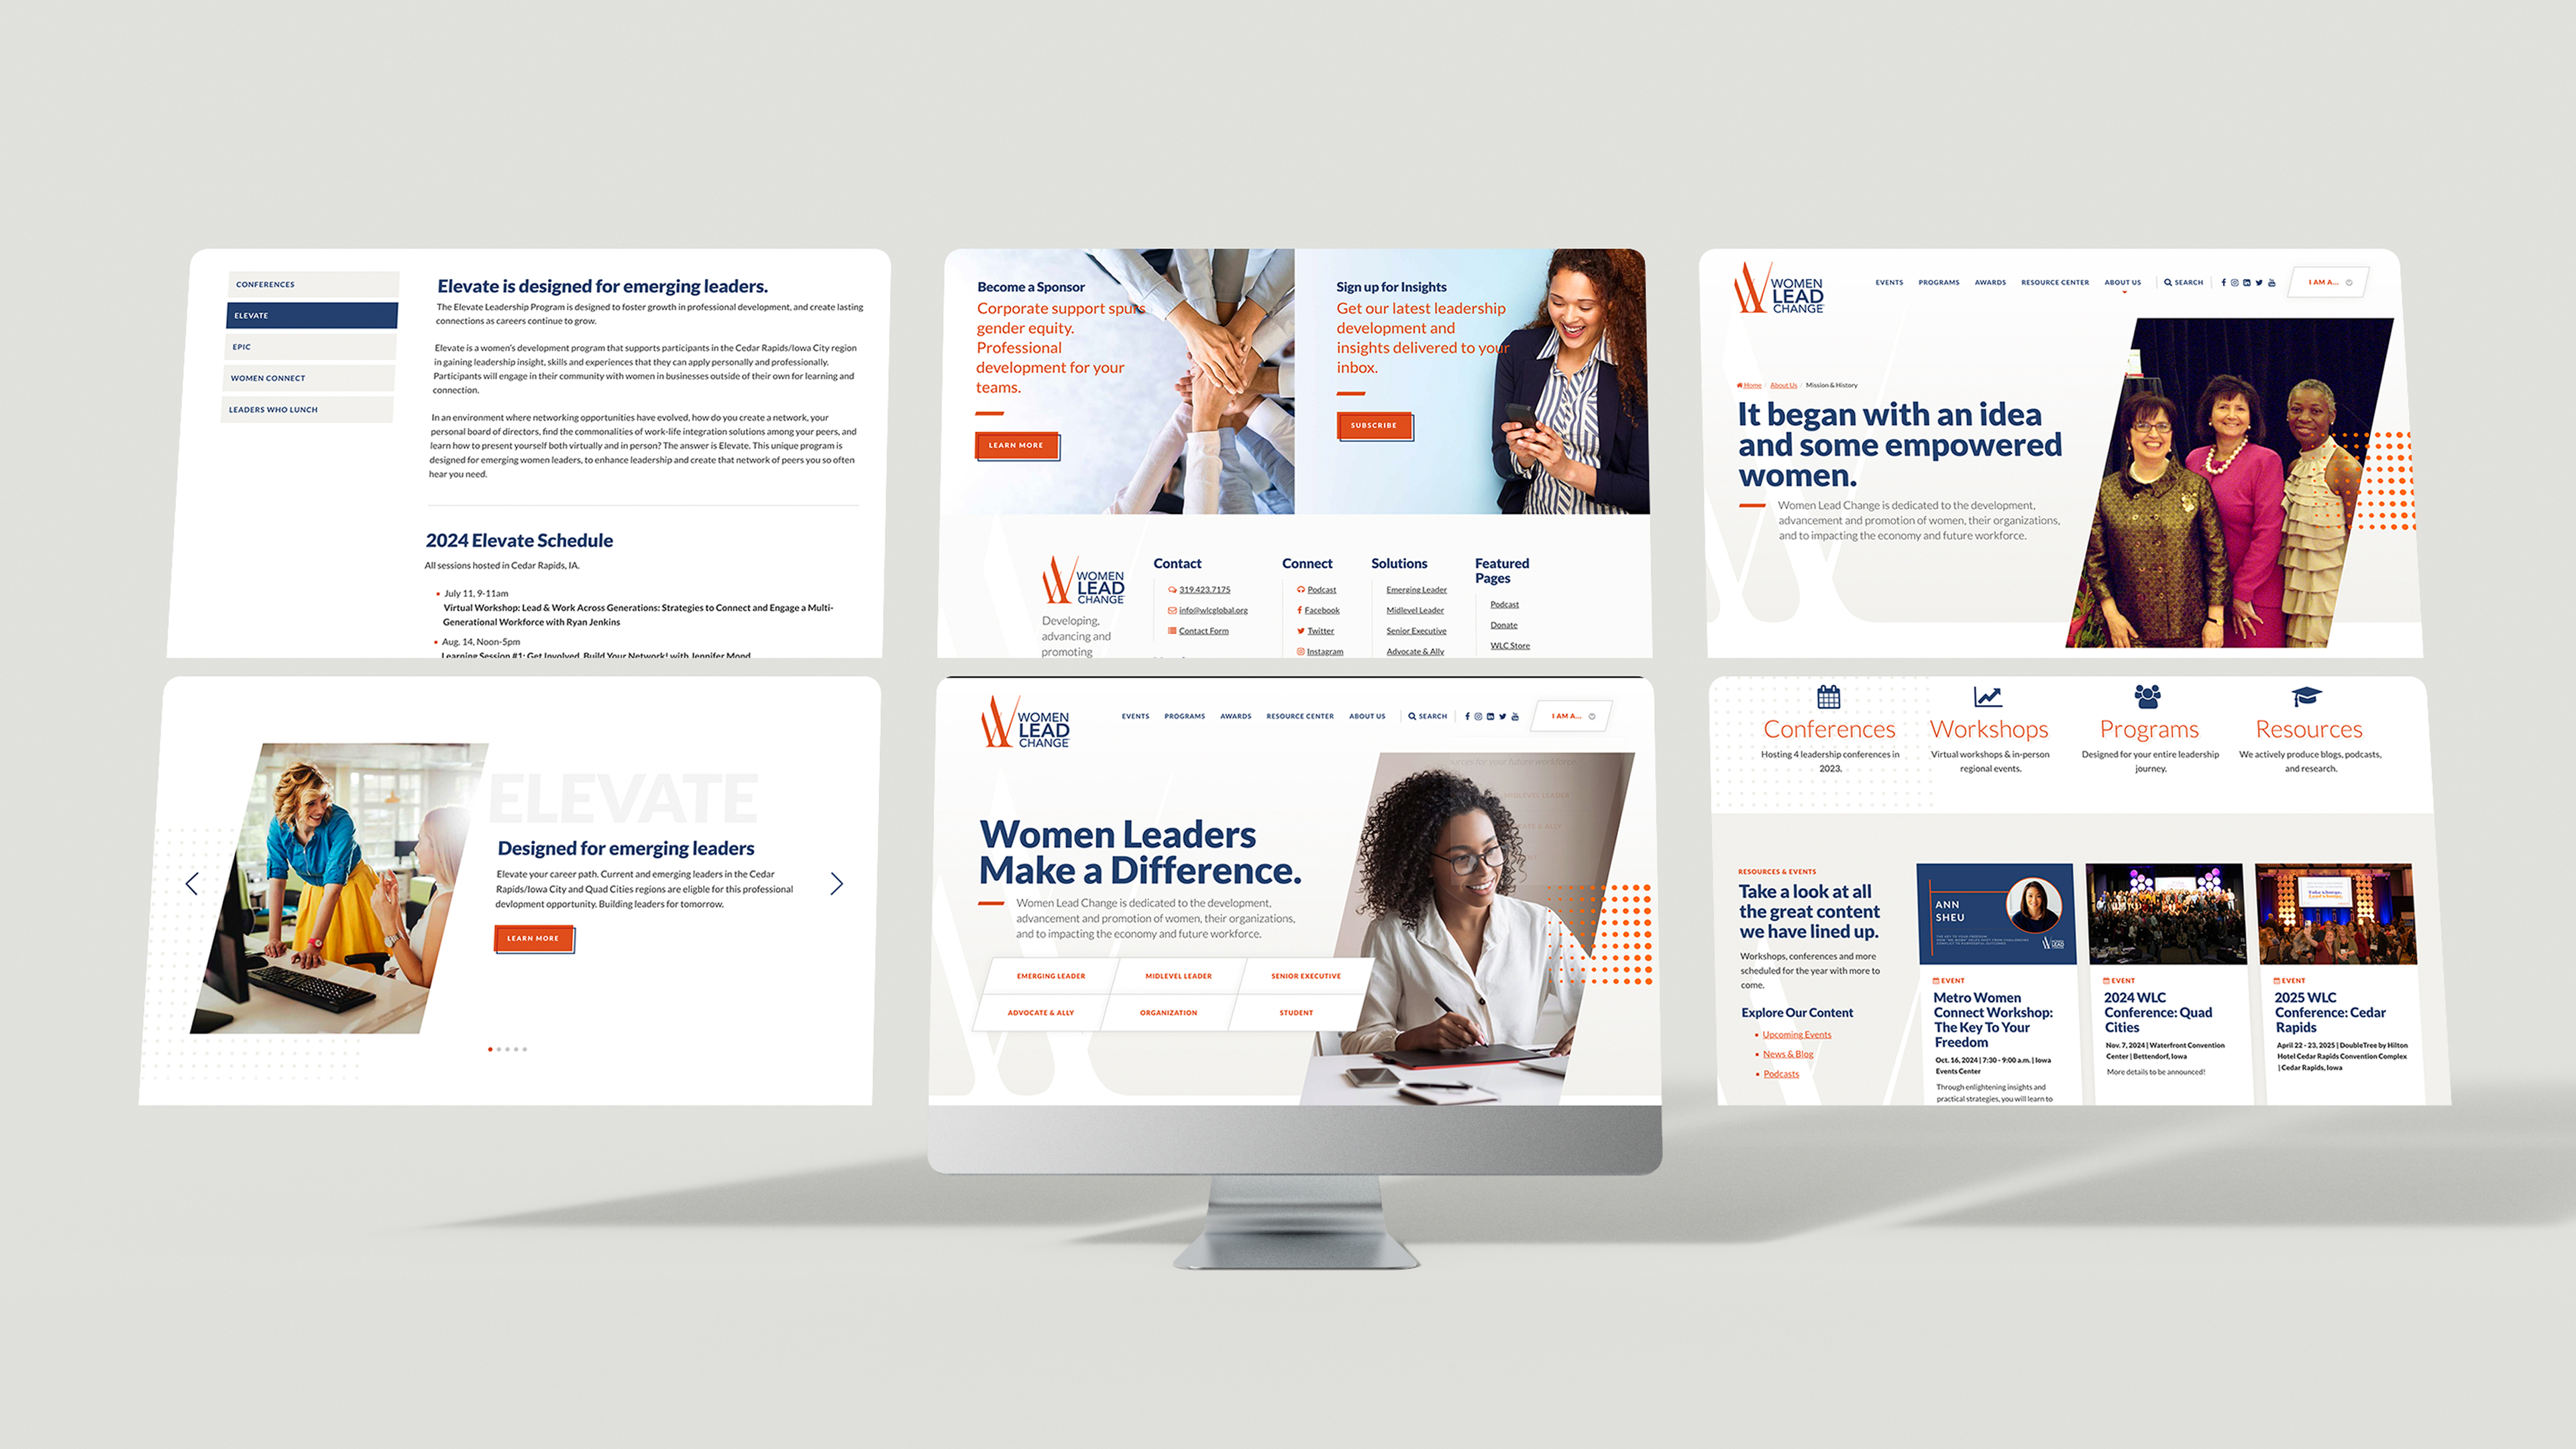 CONFERENCES
ELEVATE
EPIC
WOMEN CONNECT
LEADERS WHO LUNCH
Elevate is designed for emerging leaders.
The Elevate Leadership Program is designed to foster growth in professional development, and create lasting
connections as careers continue to grow.
Elevate is a women's development program that supports participants in the Cedar Rapids/Iowa City region
in gaining leadership insight, skills and experiences that they can apply personally and professionally.
Participants will engage in their community with women in businesses outside of their own for learning and
connection.
In an environment where networking opportunities have evolved, how do you create a network, your
personal board of directors, find the commonalities of work-life integration solutions among your peers, and
learn how to present yourself both virtually and in person? The answer is Elevate. This unique program is
designed for emerging women leaders, to enhance leadership and create that network of peers you so often
hear you need.
2024 Elevate Schedule
All sessions hosted in Cedar Rapids, IA.
July 11, 9-11am
Virtual Workshop: Lead & Work Across Generations: Strategies to Connect and Engage a Multi-
Generational Workforce with Ryan Jenkins
Aug. 14, Noon-5pm
Learning Session #1: Get Involved, Build Your Network! with Jennifer Mond
Become a Sponsor
Corporate support spurs
gender equity.
Professional
development for your
teams.
LEARN MORE
Sign up for Insights
Get our latest leadership
development and
insights delivered to your
inbox.
SUBSCRIBE
WOMEN
LEAD
CHANGE
Developing,
advancing and
promoting
Contact
319.423.7175
info@wlcglobal.org
Contact Form
Connect
Podcast
Facebook
Twitter
Instagram
Solutions
Emerging Leader
Midlevel Leader
Senior Executive
Advocate & Ally
Featured
Pages
Podcast
Donate
WLC Store
WOMEN
LEAD
CHANGE
EVENTS PROGRAMS AWARDS RESOURCE CENTER ABOUT US SEARCH I AM A...
Home / About Us / Mission & History
It began with an idea
and some empowered
women.
Women Lead Change is dedicated to the development,
advancement and promotion of women, their organizations,
and to impacting the economy and future workforce.
ELEVATE
Designed for emerging leaders
Elevate your career path. Current and emerging leaders in the Cedar
Rapids/Iowa City and Quad Cities regions are eligble for this professional
devlopment opportunity. Building leaders for tomorrow.
LEARN MORE
WOMEN
LEAD
CHANGE
EVENTS PROGRAMS AWARDS RESOURCE CENTER ABOUT US SEARCH I AM A...
Women Leaders
Make a Difference.
Women Lead Change is dedicated to the development,
advancement and promotion of women, their organizations,
and to impacting the economy and future workforce.
EMERGING LEADER MIDLEVEL LEADER SENIOR EXECUTIVE
ADVOCATE & ALLY ORGANIZATION STUDENT
Conferences
Hosting 4 leadership conferences in
2023.
Workshops
Virtual workshops & in-person
regional events.
Programs
Designed for your entire leadership
journey.
Resources
We actively produce blogs, podcasts,
and research.
RESOURCES & EVENTS
Take a look at all
the great content
we have lined up.
Workshops, conferences and more
scheduled for the year with more to
come.
Explore Our Content
Upcoming Events
News & Blog
Podcasts
ANN
SHEU
EVENT
Metro Women
Connect Workshop:
The Key To Your
Freedom
Oct. 16, 2024 | 7:30 - 9:00 a.m. | Iowa
Events Center
Through enlightening insights and
practical strategies, you will learn to
EVENT
2024 WLC
Conference: Quad
Cities
Nov. 7, 2024 | Waterfront Convention
Center | Bettendorf, Iowa
More details to be announced!
EVENT
2025 WLC
Conference: Cedar
Rapids
April 22 - 23, 2025 | DoubleTree by Hilton
Hotel Cedar Rapids Convention Complex
| Cedar Rapids, Iowa